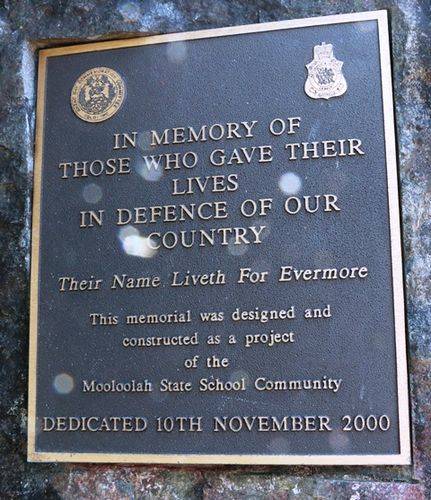 IN MEMORY OF
THOSE WHO GAVE THEIR
LIVES
IN DEFENCE OF OUR
COUNTRY
Their Name Liveth For Evermore
This memorial was designed and
constructed as a project
of the
Mooloolah State School Community
DEDICATED 10TH NOVEMBER 2000